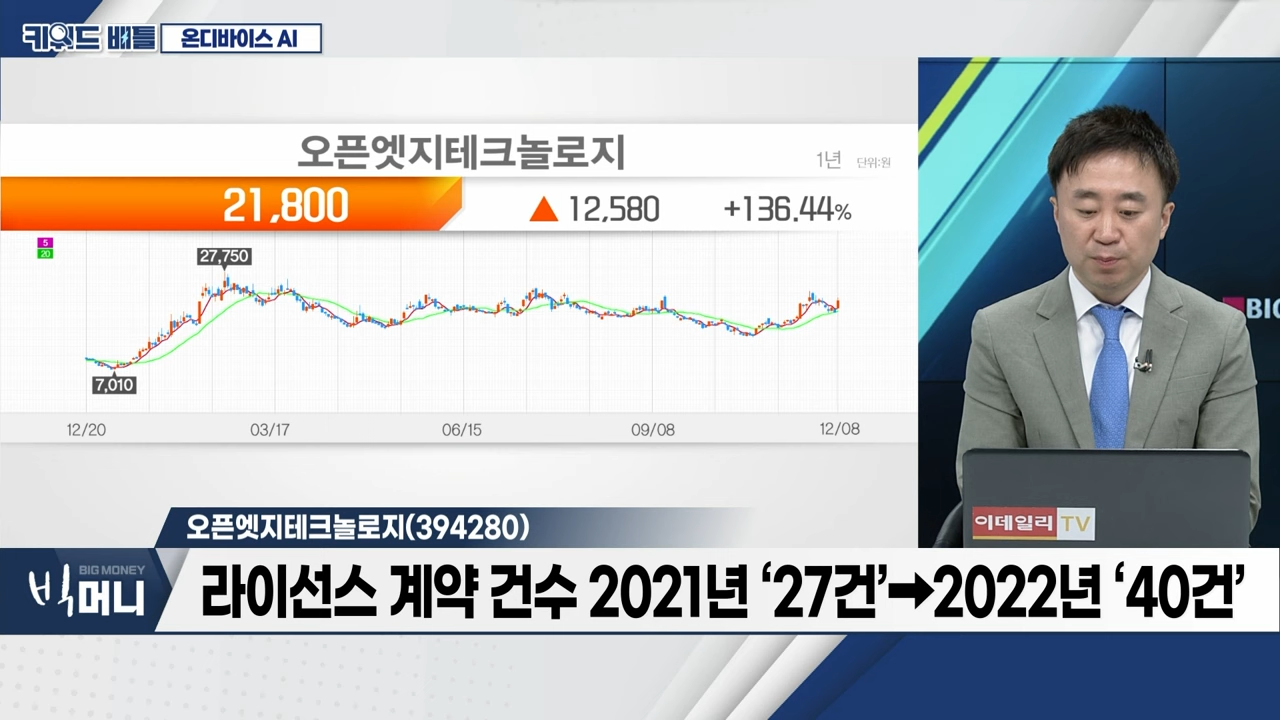 키워드 배틀 온디바이스 AI
오픈엣지테크놀로지
1년 단위:원
21,800 ▲ 12,580 +136.44%
5
20
27,750
7,010
12/20 03/17 06/15 09/08 12/08
BIG
이데일리 TV
오픈엣지테크놀로지(394280)
BIG MONEY
빅머니
라이선스 계약 건수 2021년 ‘27건’➡2022년 ‘40건’